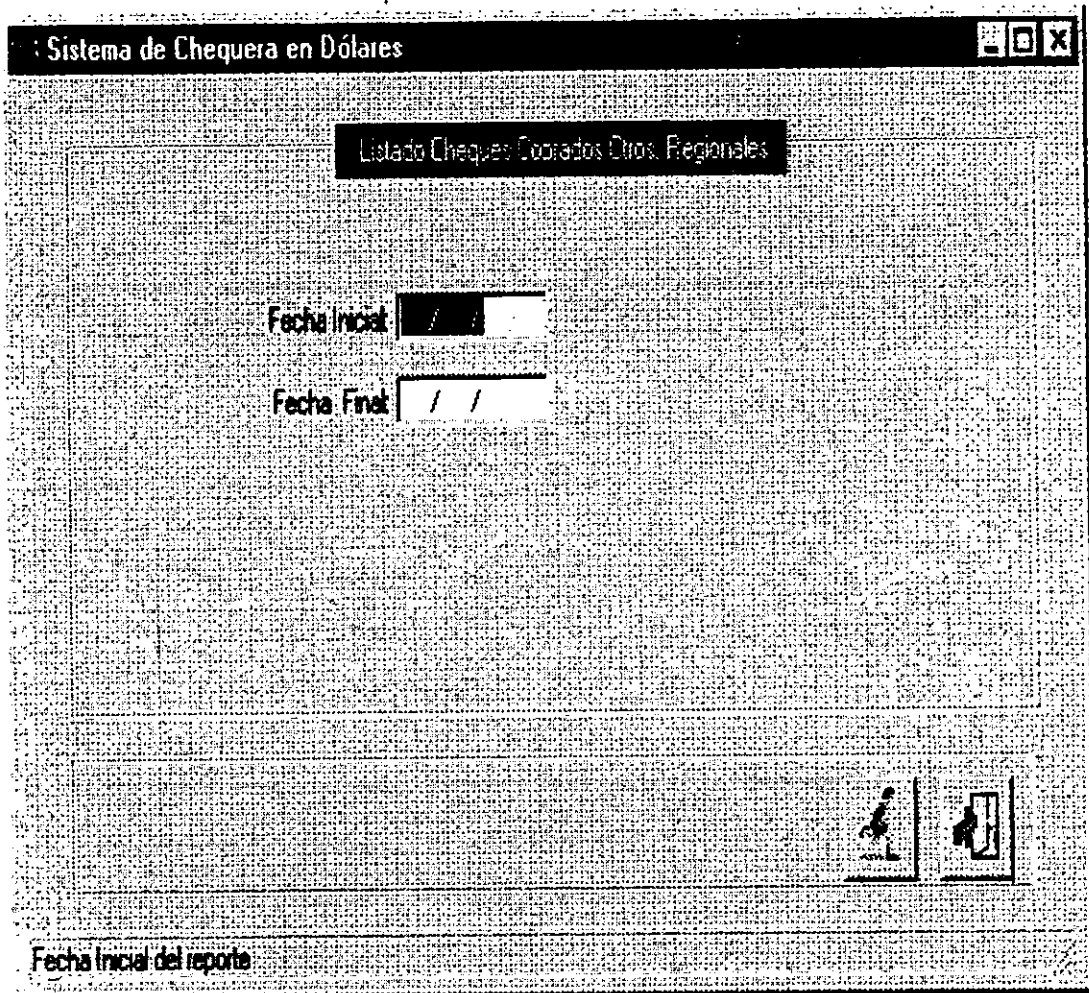 Sistema de Chequera en Dólares
Listado Cheques Cobrados Otros. Regionales
Fecha Inicial: / /
Fecha Final: / /
Fecha Inicial del reporte